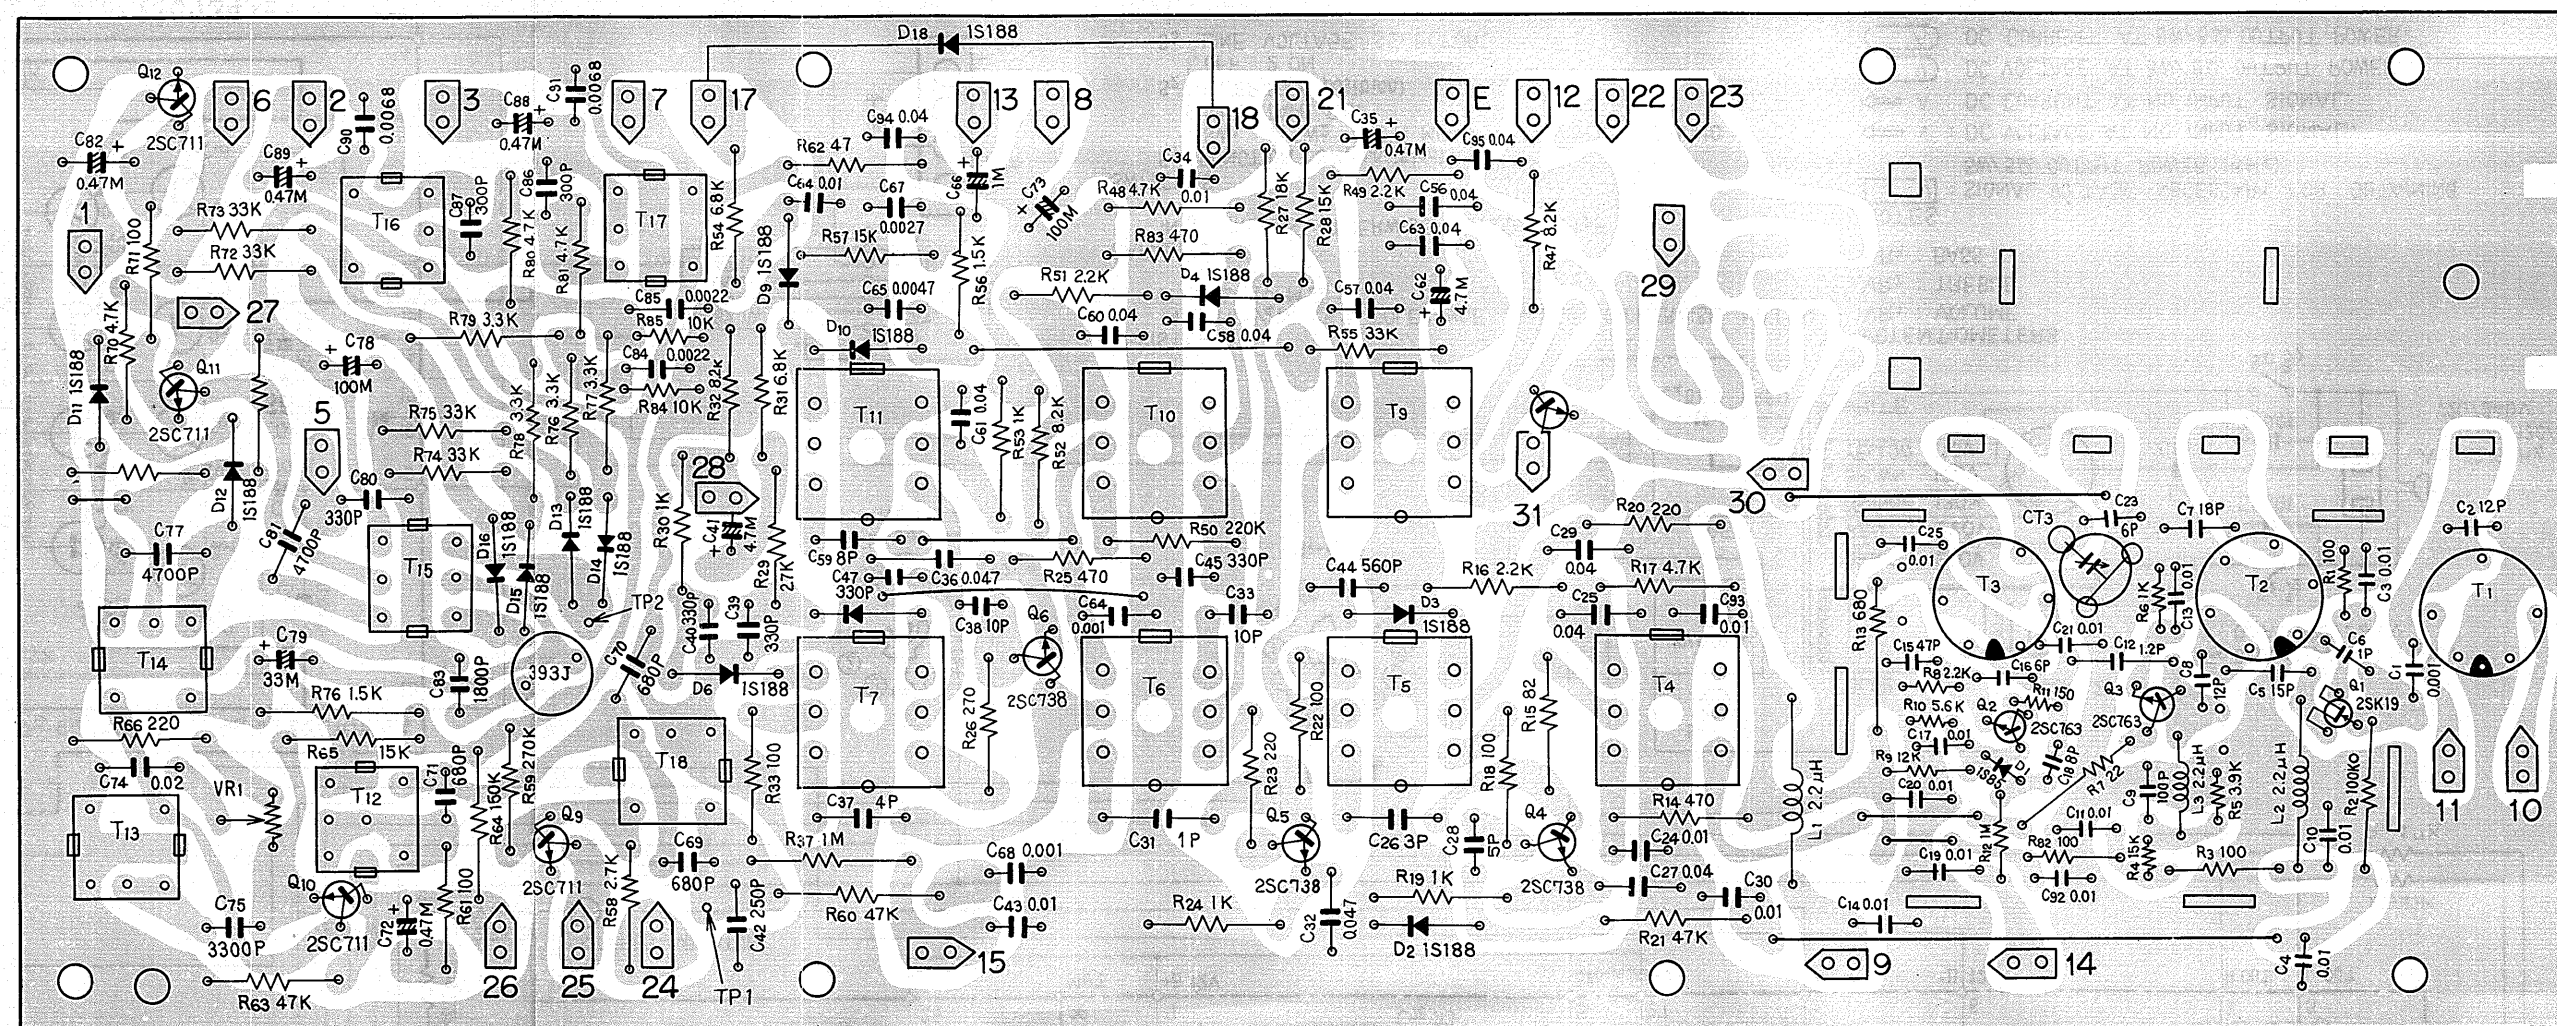 D18 1S188
Q12
2SC711
6
2
C90 0.0068
3
C88
0.47M
C91 0.0068
7
17
C94 0.04
13
8
18
21
C35
0.47M
E
C95 0.04
12
22
23
C82
0.47M
C89
0.47M
R62 47
C34
0.01
C86 300P
C87 300P
T16
T17
R54 6.8K
C64 0.01
C67
0.0027
C66 1M
C73
100M
R48 4.7K
R27 18K
R28 15K
R49 2.2K
C56 0.04
1
R71 100
R73 33K
R72 33K
R80 4.7K
R81 4.7K
D9 1S188
R57 15K
R56 1.5K
R83 470
C63 0.04
R47 8.2K
29
R51 2.2K
D4 1S188
C57 0.04
C62 4.7M
R70 4.7K
27
R79 3.3K
C85 0.0022
R85 10K
C65 0.0047
D10 1S188
C60 0.04
C58 0.04
R55 33K
D11 1S188
Q11
2SC711
C78
100M
C84 0.0022
R84 10K
R32 8.2K
R31 6.8K
R78 3.3K
R76 3.3K
R77 3.3K
T11
C61 0.04
R53 1K
R52 8.2K
T10
T9
5
R75 33K
R74 33K
D12 1S188
C80
330P
28
31
30
C81 4700P
C77
4700P
T15
D16 1S188
D13 1S188
D14 1S188
D15 1S188
R30 1K
C41 4.7M
R29 27K
C59 8P
C36 0.047
R25 470
R50 220K
C45 330P
C44 560P
R16 2.2K
C29
0.04
R20 220
R17 4.7K
C23
6P
CT3
C7 18P
C2 12P
C25
0.01
T3
T2
T1
C47
330P
C38 10P
Q6
2SC738
C64
0.001
C33
10P
D3
1S188
C25
0.04
C93
0.01
R13 680
R6 1K
C13 0.01
R1 100
C3 0.01
TP2
C40 330P
C39
330P
T14
C79
33M
C83 1800P
393J
C70 680P
D6 1S188
T7
T6
T5
T4
C21 0.01
C12 1.2P
C15 47P
R8 2.2K
C16 6P
R11 150
Q3
2SC763
C8 12P
C5 15P
C6
1P
Q1
2SK19
C1 0.001
R76 1.5K
R66 220
R65 15K
R26 270
R22 100
R15 82
R10 5.6K
Q2
2SC763
C17 0.01
C74 0.02
C71 680P
R59 270K
T18
R33 100
R23 220
R18 100
R9 12K
D1
1S85
C18 8P
R7 22
C9 100P
L3 2.2µH
R5 3.9K
L2 2.2µH
11
10
VR1
T12
T13
R64 150K
Q9
2SC711
C37 4P
C31 1P
Q5
2SC738
C26 3P
C28 5P
Q4
2SC738
R14 470
C24 0.01
L1 2.2µH
C20 0.01
C11 0.01
C10 0.01
R12 1M
R82 100
R4 15K
R3 100
Q10
2SC711
R61 100
R58 2.7K
C69
680P
R37 1M
C68 0.001
R60 47K
C43 0.01
R24 1K
R19 1K
C27 0.04
C30
0.01
C19 0.01
C92 0.01
C75
3300P
C72 0.47M
C42 250P
C32 0.047
D2 1S188
R21 47K
C14 0.01
R63 47K
26
25
24
TP1
15
9
14
C4 0.01